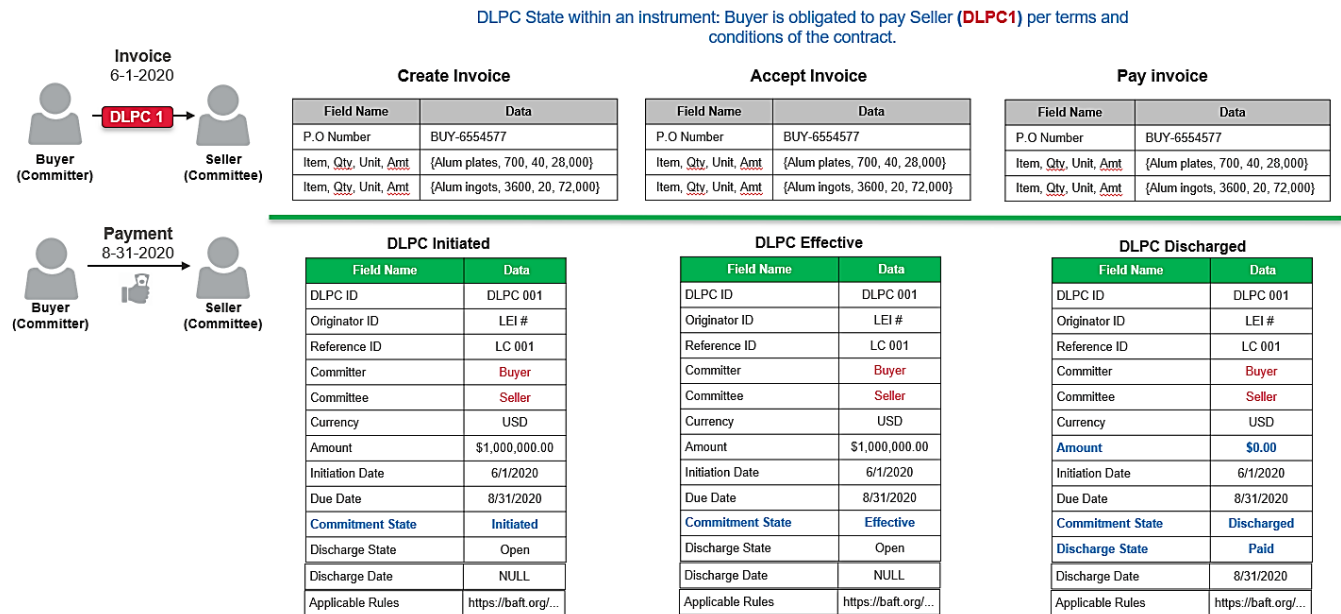 DLPC State within an instrument: Buyer is obligated to pay Seller (DLPC1) per terms and
conditions of the contract.
Invoice
6-1-2020
DLPC 1
Buyer
(Committer)
Seller
(Committee)
Payment
8-31-2020
Buyer
(Committer)
Seller
(Committee)
Create Invoice
Field Name Data
P.O Number BUY-6554577
Item, Qty, Unit, Amt {Alum plates, 700, 40, 28,000}
Item, Qty, Unit, Amt {Alum ingots, 3600, 20, 72,000}
Accept Invoice
Field Name Data
P.O Number BUY-6554577
Item, Qty, Unit, Amt {Alum plates, 700, 40, 28,000}
Item, Qty, Unit, Amt {Alum ingots, 3600, 20, 72,000}
Pay invoice
Field Name Data
P.O Number BUY-6554577
Item, Qty, Unit, Amt {Alum plates, 700, 40, 28,000}
Item, Qty, Unit, Amt {Alum ingots, 3600, 20, 72,000}
DLPC Initiated
Field Name Data
DLPC ID DLPC 001
Originator ID LEI #
Reference ID LC 001
Committer Buyer
Committee Seller
Currency USD
Amount $1,000,000.00
Initiation Date 6/1/2020
Due Date 8/31/2020
Commitment State Initiated
Discharge State Open
Discharge Date NULL
Applicable Rules https://baft.org/...
DLPC Effective
Field Name Data
DLPC ID DLPC 001
Originator ID LEI #
Reference ID LC 001
Committer Buyer
Committee Seller
Currency USD
Amount $1,000,000.00
Initiation Date 6/1/2020
Due Date 8/31/2020
Commitment State Effective
Discharge State Open
Discharge Date NULL
Applicable Rules https://baft.org/...
DLPC Discharged
Field Name Data
DLPC ID DLPC 001
Originator ID LEI #
Reference ID LC 001
Committer Buyer
Committee Seller
Currency USD
Amount $0.00
Initiation Date 6/1/2020
Due Date 8/31/2020
Commitment State Discharged
Discharge State Paid
Discharge Date 8/31/2020
Applicable Rules https://baft.org/...